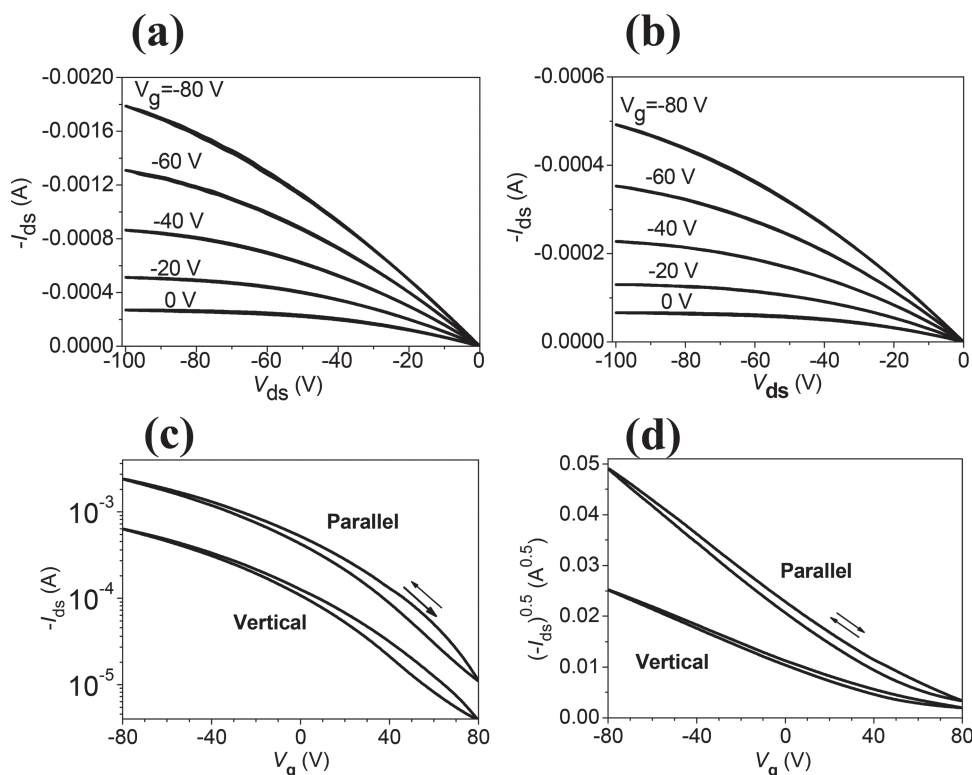 (a)
-0.0020
-0.0016
-0.0012
-0.0008
-0.0004
0.0000
-I_ds (A)
V_g=-80 V
-60 V
-40 V
-20 V
0 V
-100 -80 -60 -40 -20 0
V_ds (V)
(b)
-0.0006
-0.0004
-0.0002
0.0000
-I_ds (A)
V_g=-80 V
-60 V
-40 V
-20 V
0 V
-100 -80 -60 -40 -20 0
V_ds (V)
(c)
10^-3
10^-4
10^-5
-I_ds (A)
Parallel
Vertical
-80 -40 0 40 80
V_g (V)
(d)
0.05
0.04
0.03
0.02
0.01
0.00
(-I_ds)^0.5 (A^0.5)
Parallel
Vertical
-80 -40 0 40 80
V_g (V)